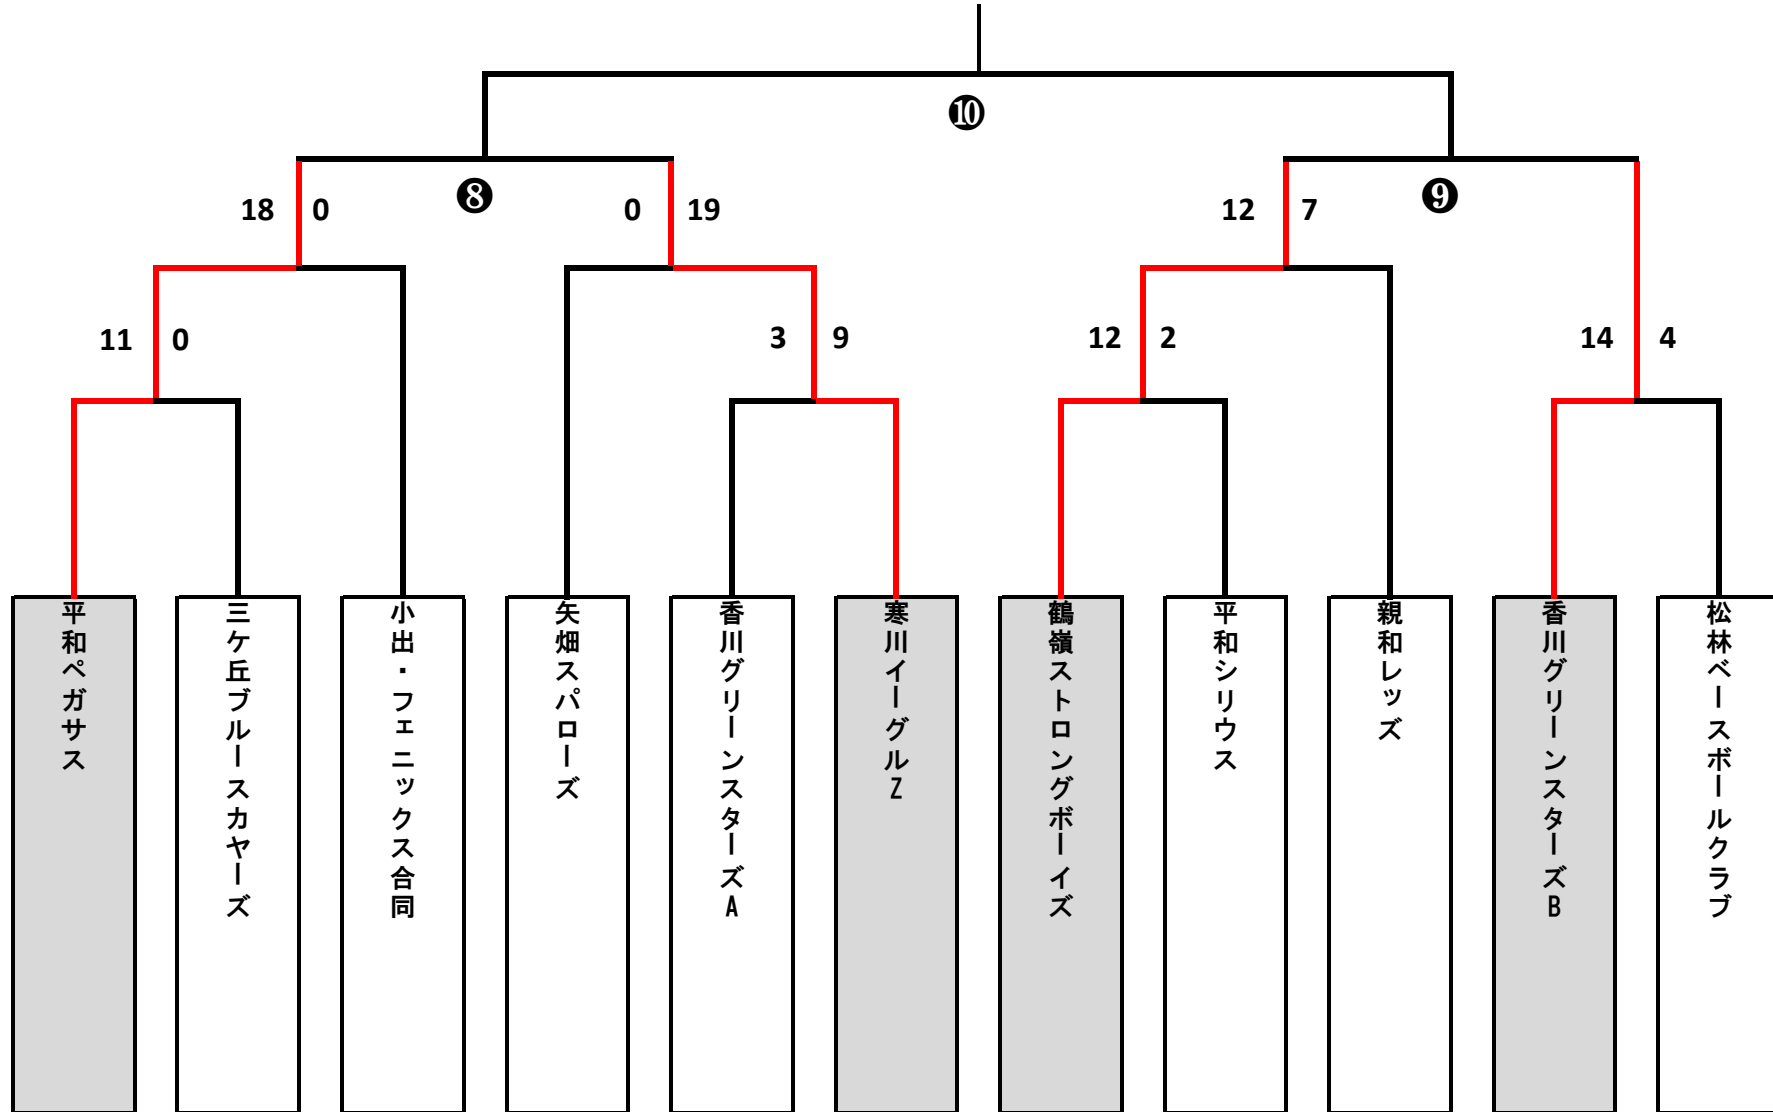 ❿
❽
❾
18 0
0 19
12 7
11 0
3 9
12 2
14 4
平和ペガサス
三ケ丘ブルースカヤーズ
小出・フェニックス合同
矢畑スパローズ
香川グリーンスターズA
寒川イーグルZ
鶴嶺ストロングボーイズ
平和シリウス
親和レッズ
香川グリーンスターズB
松林ベースボールクラブ